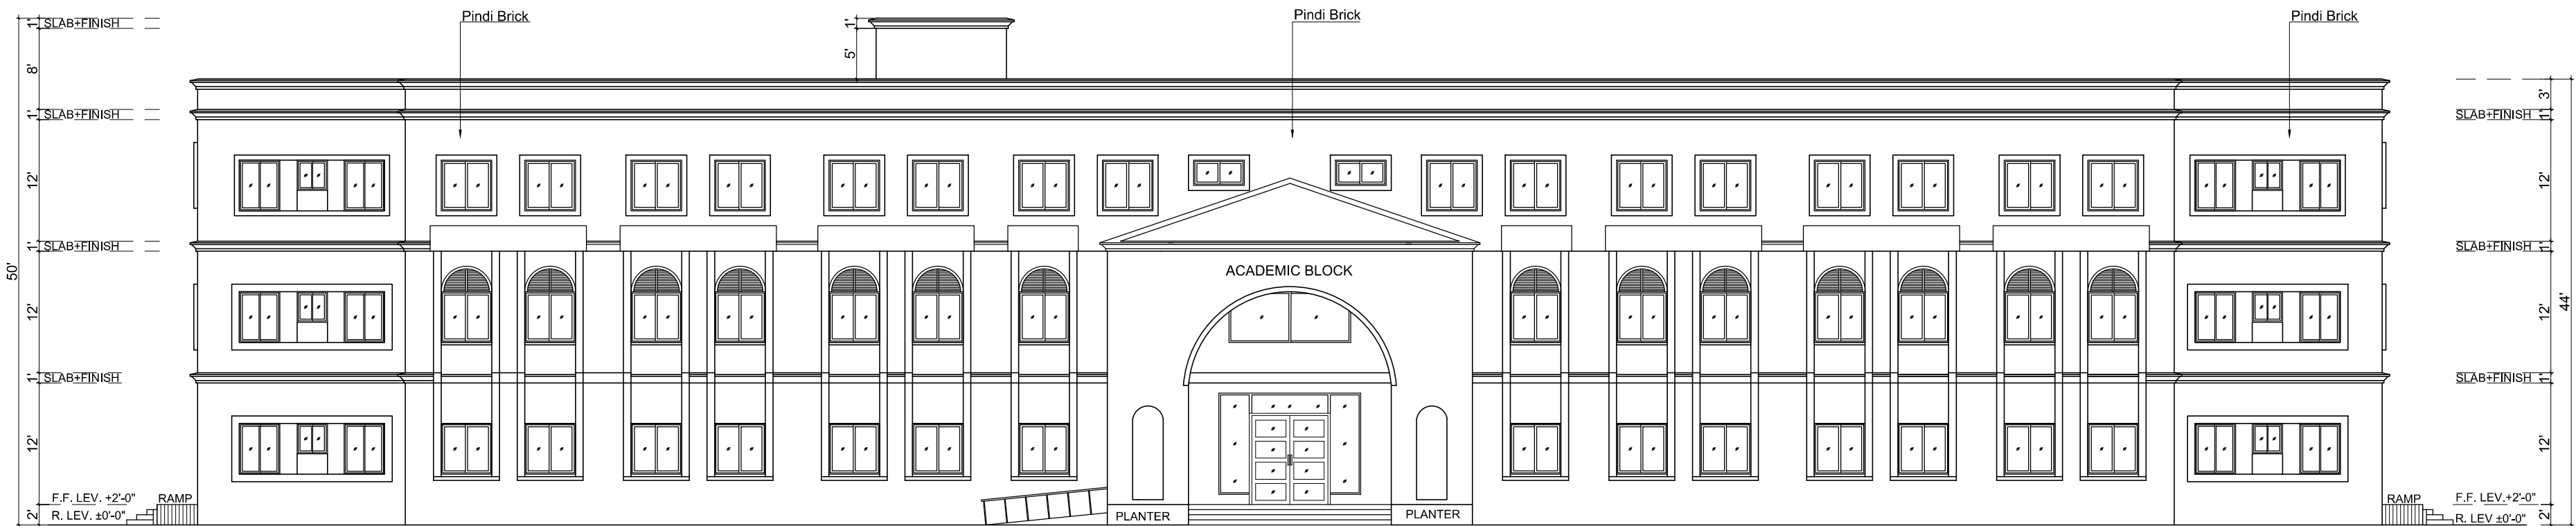 Pindi Brick
Pindi Brick
Pindi Brick
1'
SLAB+FINISH
1'
5'
8'
1'
SLAB+FINISH
12'
1'
SLAB+FINISH
50'
12'
1'
SLAB+FINISH
12'
F.F. LEV. +2'-0"
RAMP
2'
R. LEV. ±0'-0"
ACADEMIC BLOCK
PLANTER
PLANTER
3'
SLAB+FINISH
1'
12'
SLAB+FINISH
1'
12'
44'
SLAB+FINISH
1'
12'
RAMP
F.F. LEV.+2'-0"
2'
R. LEV ±0'-0"